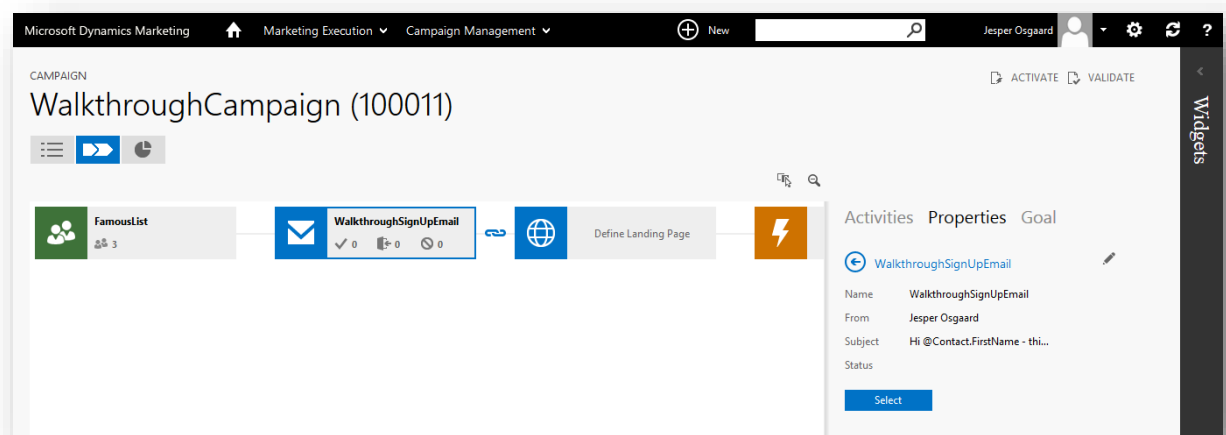 Microsoft Dynamics Marketing Marketing Execution Campaign Management New Jesper Osgaard ?
CAMPAIGN
ACTIVATE VALIDATE
WalkthroughCampaign (100011)
Widgets
FamousList
3
WalkthroughSignUpEmail
0 0 0
Define Landing Page
Activities Properties Goal
WalkthroughSignUpEmail
Name WalkthroughSignUpEmail
From Jesper Osgaard
Subject Hi @Contact.FirstName - thi...
Status
Select